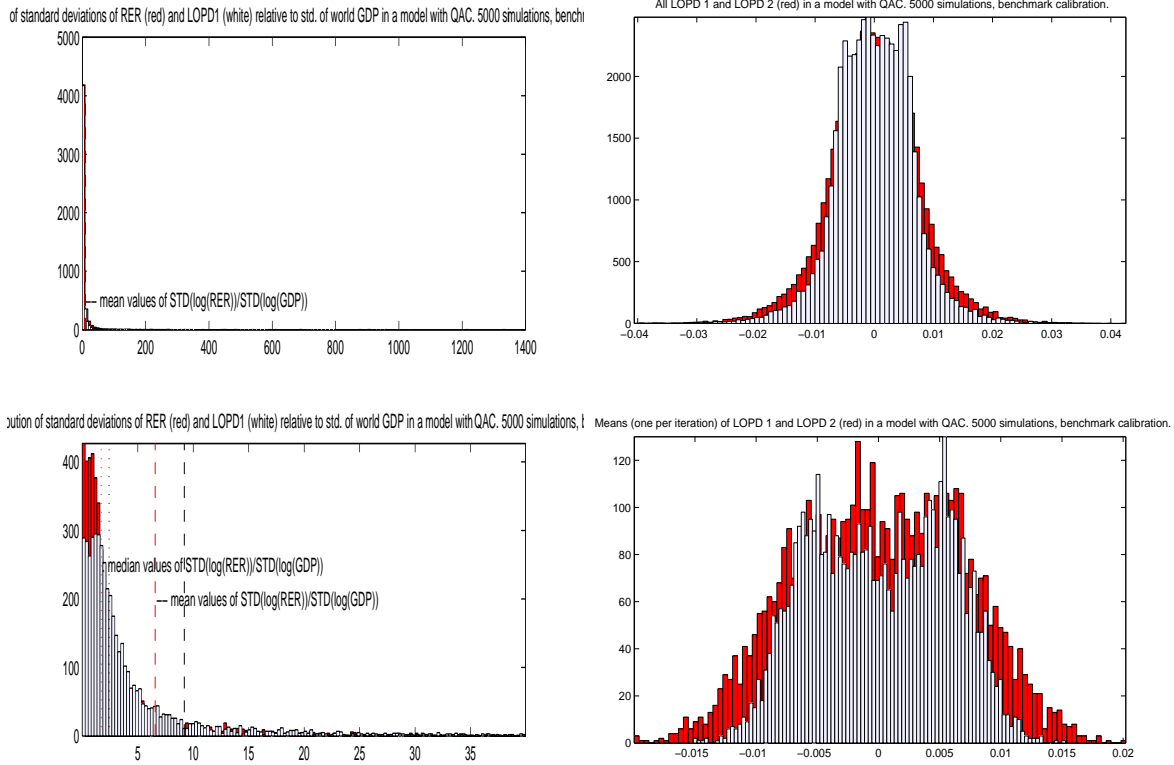 of standard deviations of RER (red) and LOPD1 (white) relative to std. of world GDP in a model with QAC. 5000 simulations, bench
5000
4000
3000
2000
1000
0
-- mean values of STD(log(RER))/STD(log(GDP))
0 200 400 600 800 1000 1200 1400
All LOPD 1 and LOPD 2 (red) in a model with QAC. 5000 simulations, benchmark calibration.
2000
1500
1000
500
0
−0.04 −0.03 −0.02 −0.01 0 0.01 0.02 0.03 0.04
ution of standard deviations of RER (red) and LOPD1 (white) relative to std. of world GDP in a model with QAC. 5000 simulations, b
400
300
200
100
0
median values of STD(log(RER))/STD(log(GDP))
-- mean values of STD(log(RER))/STD(log(GDP))
5 10 15 20 25 30 35
Means (one per iteration) of LOPD 1 and LOPD 2 (red) in a model with QAC. 5000 simulations, benchmark calibration.
120
100
80
60
40
20
0
−0.015 −0.01 −0.005 0 0.005 0.01 0.015 0.02